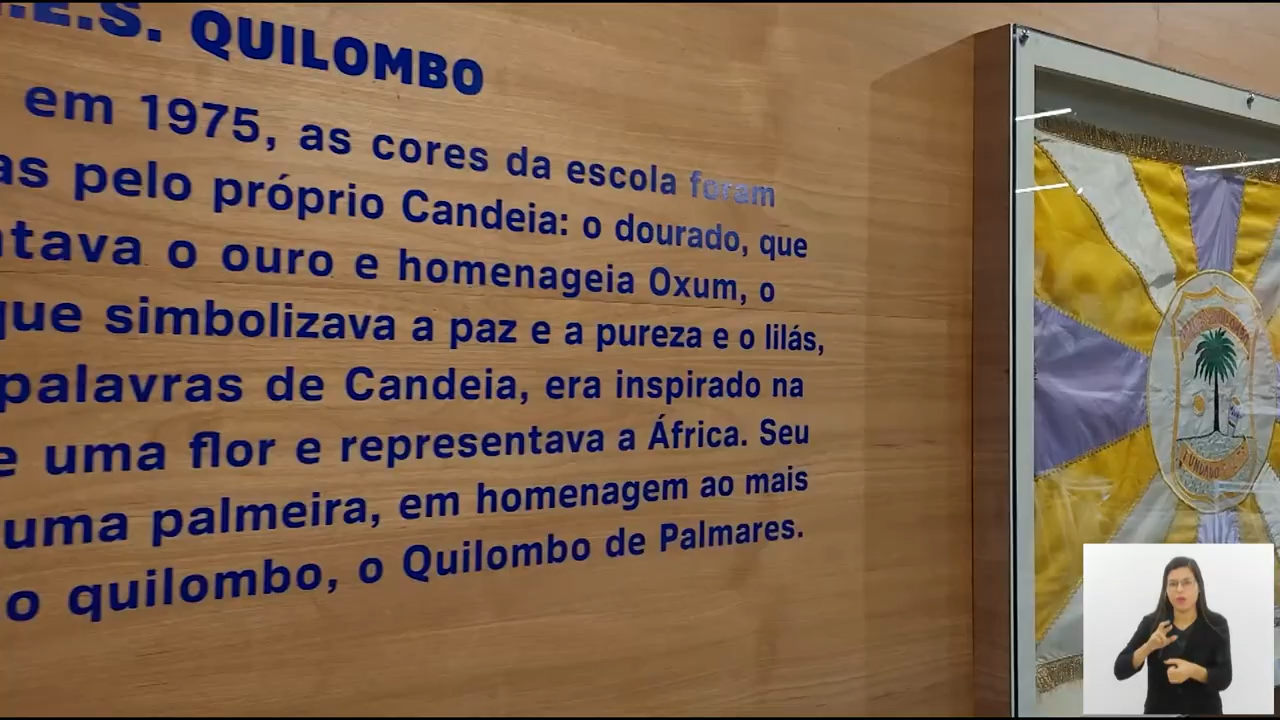 .E.S. QUILOMBO
em 1975, as cores da escola foram
as pelo próprio Candeia: o dourado, que
tava o ouro e homenageia Oxum, o
que simbolizava a paz e a pureza e o lilás,
palavras de Candeia, era inspirado na
e uma flor e representava a África. Seu
uma palmeira, em homenagem ao mais
o quilombo, o Quilombo de Palmares.